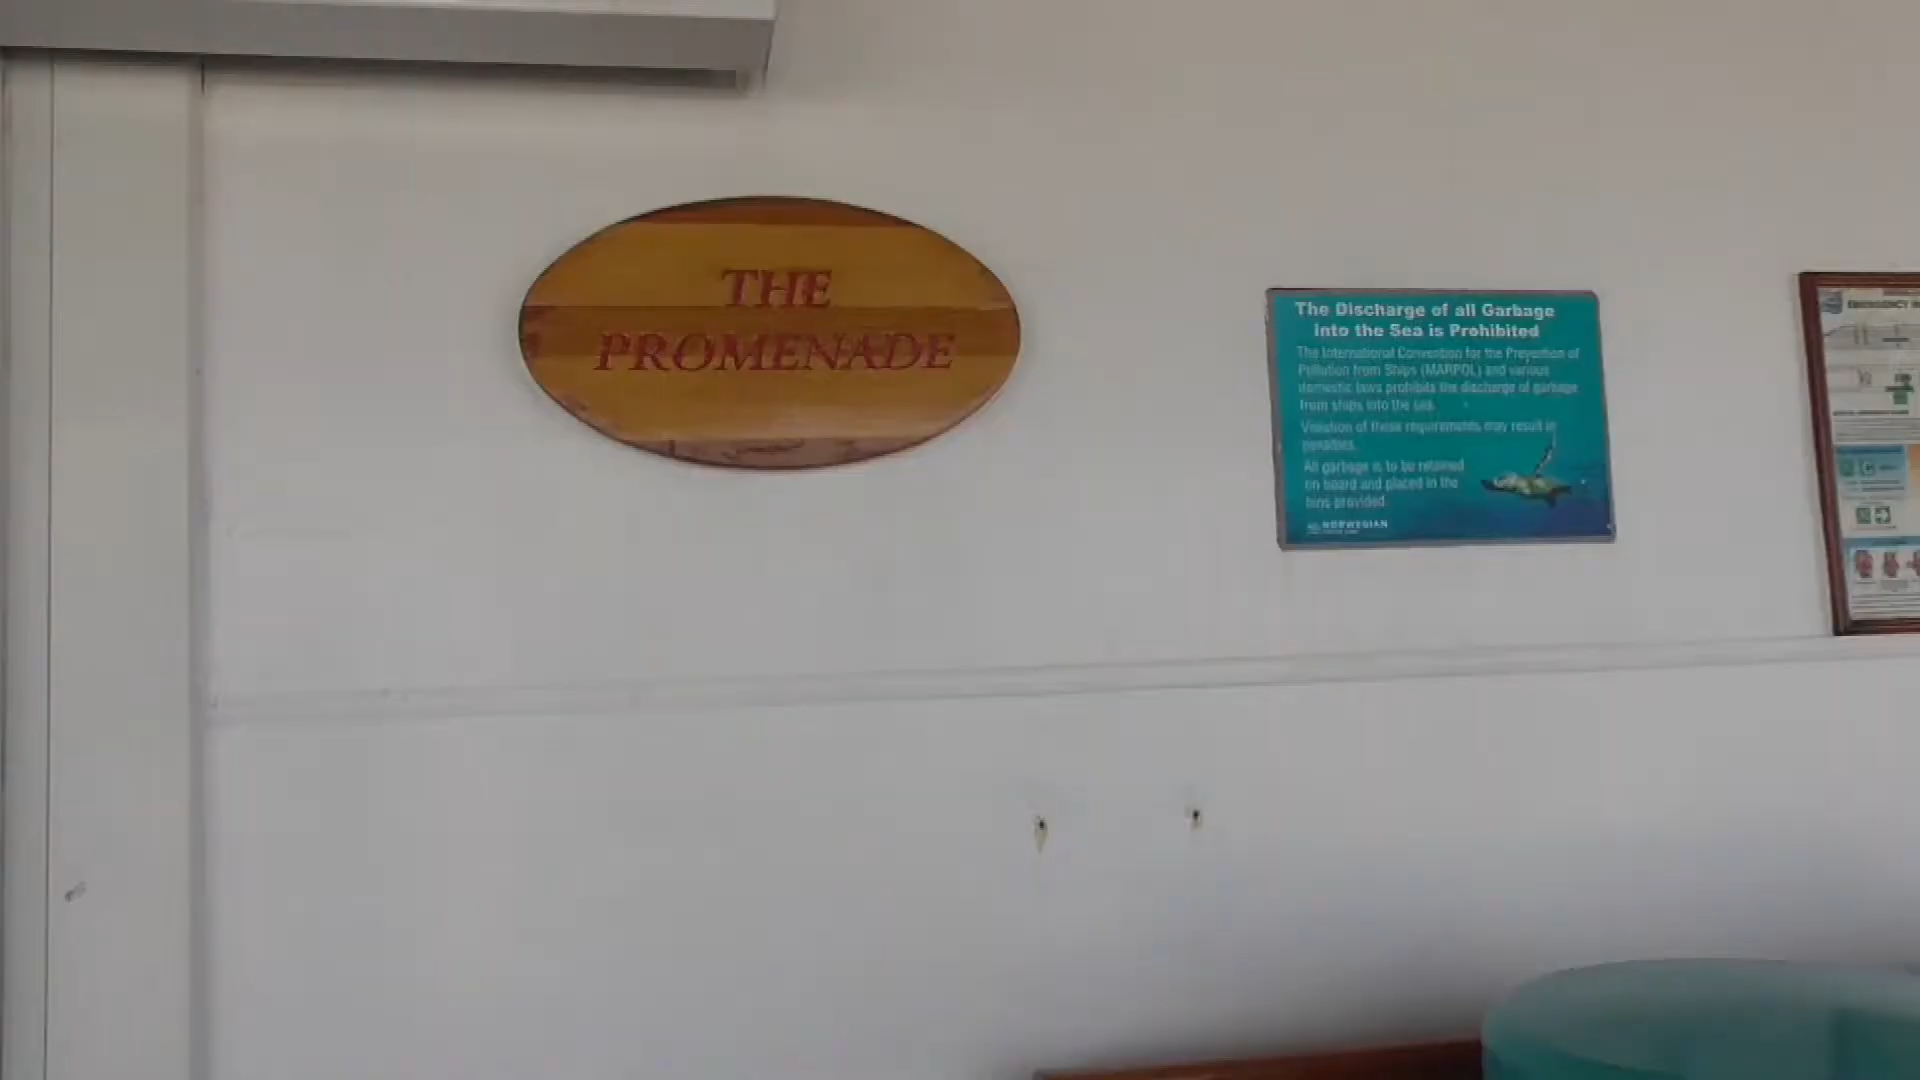 THE
PROMENADE
The Discharge of all Garbage
into the Sea is Prohibited
The International Convention for the Prevention of
Pollution from Ships (MARPOL) and various
domestic laws prohibits the discharge of garbage
from ships into the sea.
Violation of these requirements may result in
penalties.
All garbage is to be retained
on board and placed in the
bins provided.
NORWEGIAN
EMERGENCY